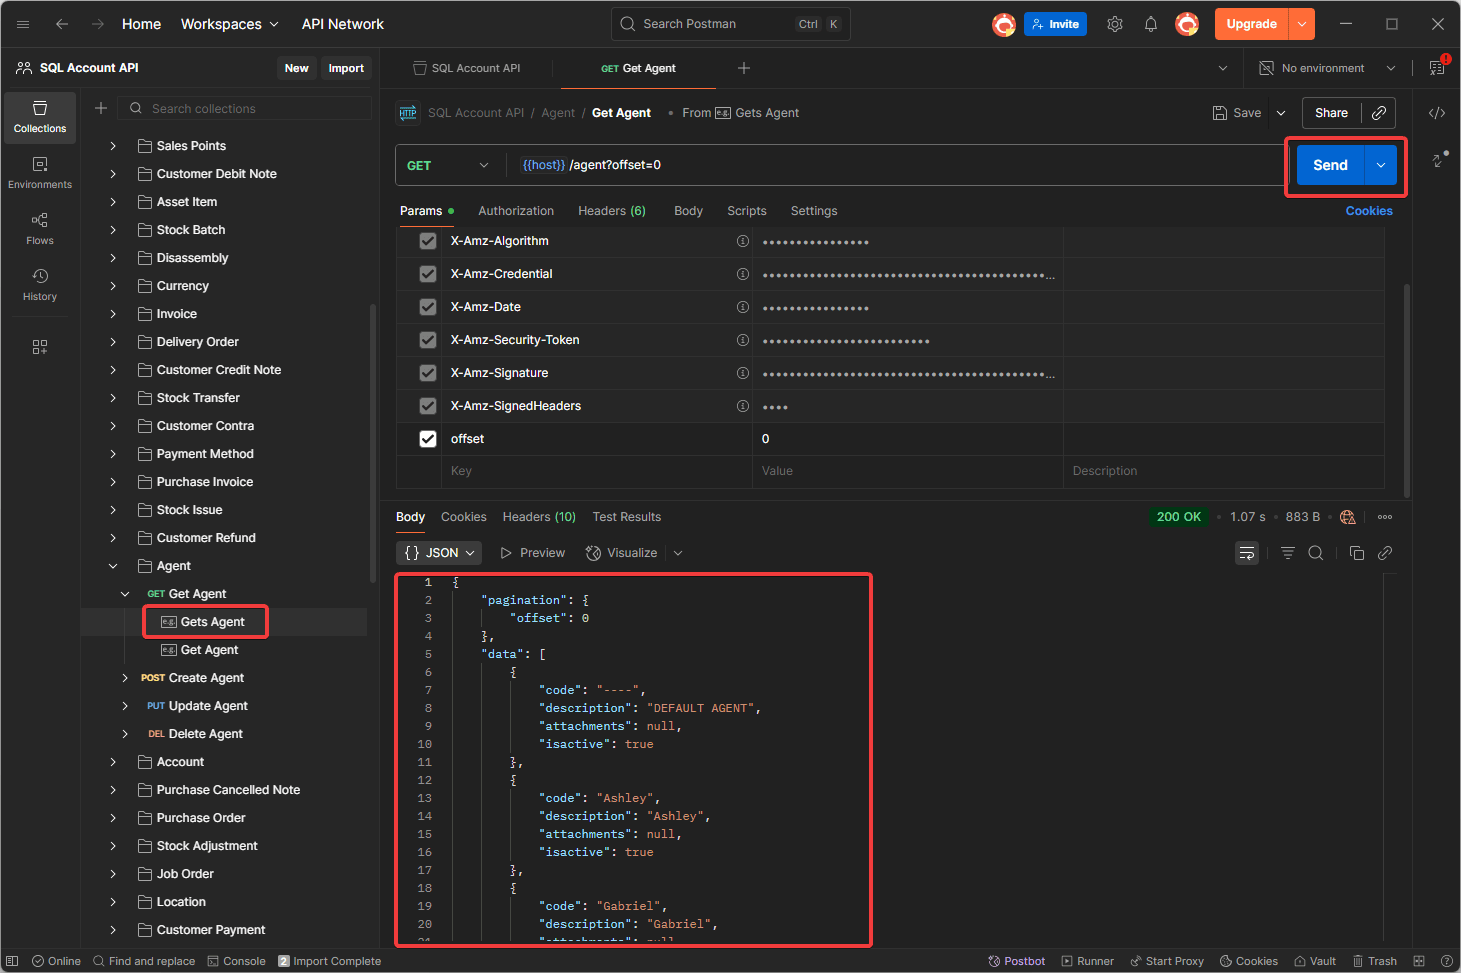 Home
Workspaces
API Network
Search Postman
Ctrl K
Invite
Upgrade
SQL Account API
New
Import
SQL Account API
GET Get Agent
No environment
Collections
Environments
Flows
History
Search collections
Sales Points
Customer Debit Note
Asset Item
Stock Batch
Disassembly
Currency
Invoice
Delivery Order
Customer Credit Note
Stock Transfer
Customer Contra
Payment Method
Purchase Invoice
Stock Issue
Customer Refund
Agent
GET Get Agent
e.g. Gets Agent
e.g. Get Agent
POST Create Agent
PUT Update Agent
DEL Delete Agent
Account
Purchase Cancelled Note
Purchase Order
Stock Adjustment
Job Order
Location
Customer Payment
HTTP SQL Account API / Agent / Get Agent • From e.g. Gets Agent
Save
Share
GET
{{host}} /agent?offset=0
Send
Params
Authorization
Headers (6)
Body
Scripts
Settings
Cookies
X-Amz-Algorithm
X-Amz-Credential
X-Amz-Date
X-Amz-Security-Token
X-Amz-Signature
X-Amz-SignedHeaders
offset 0
Key Value Description
Body
Cookies
Headers (10)
Test Results
200 OK • 1.07 s • 883 B
{} JSON
Preview
Visualize
1 {
2 "pagination": {
3 "offset": 0
4 },
5 "data": [
6 {
7 "code": "----",
8 "description": "DEFAULT AGENT",
9 "attachments": null,
10 "isactive": true
11 },
12 {
13 "code": "Ashley",
14 "description": "Ashley",
15 "attachments": null,
16 "isactive": true
17 },
18 {
19 "code": "Gabriel",
20 "description": "Gabriel",
21 "attachments": null
Online
Find and replace
Console
2 Import Complete
Postbot
Runner
Start Proxy
Cookies
Vault
Trash